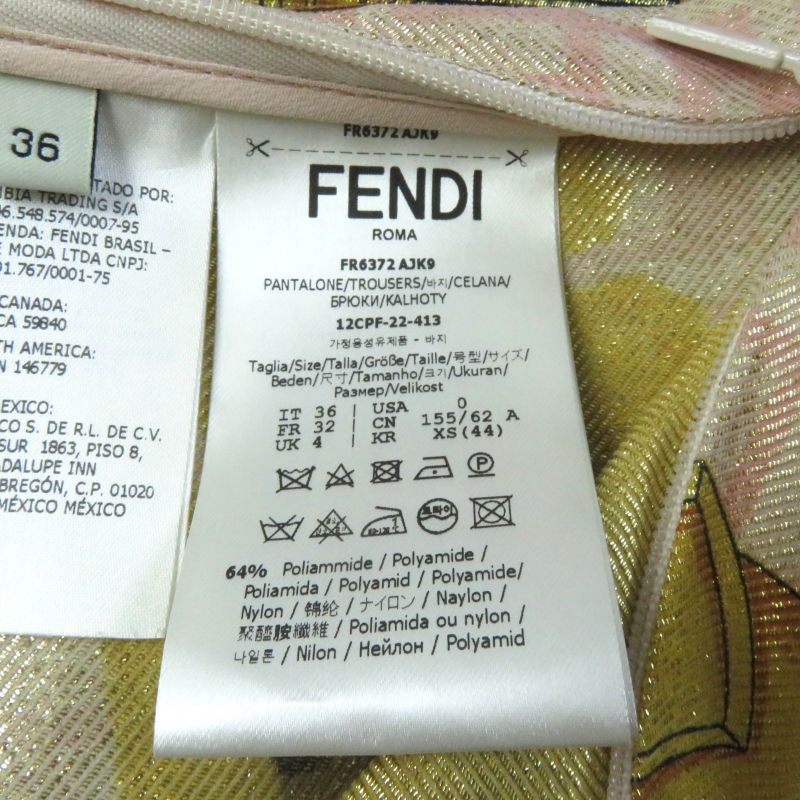 36
TADO POR:
BIA TRADING S/A
06.548.574/0007-95
ENDA: FENDI BRASIL –
E MODA LTDA CNPJ:
01.767/0001-75
CANADA:
CA 59840
TH AMERICA:
N 146779
MEXICO:
CO S. DE R.L. DE C.V.
SUR 1863, PISO 8,
ADALUPE INN
BREGÓN, C.P. 01020
MÉXICO MÉXICO
FR6372 AJK9
FENDI
ROMA
FR6372 AJK9
PANTALONE/TROUSERS/바지/CELANA/
БРЮКИ/KALHOTY
12CPF-22-413
가정용섬유제품 - 바지
Taglia/Size/Talla/Größe/Taille/号型/サイズ/
Beden/尺寸/Tamanho/크기/Ukuran/
Размер/Velikost
IT 36 | USA 0
FR 32 | CN 155/62 A
UK 4 | KR XS(44)
64% Poliammide / Polyamide /
Poliamida / Polyamid / Polyamide/
Nylon / 锦纶 / ナイロン / Naylon /
聚醯胺纖維 / Poliamida ou nylon /
나일론 / Nilon / Нейлон / Polyamid